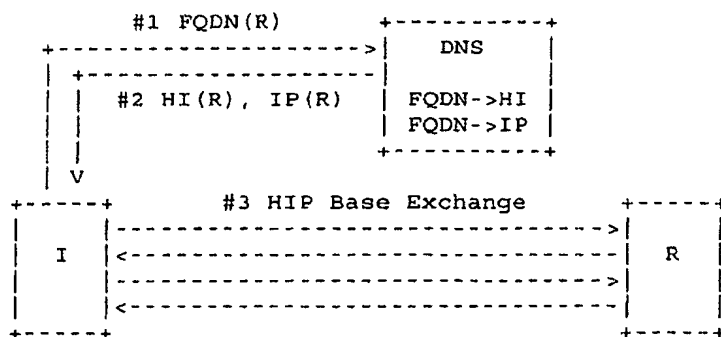 #1 FQDN(R)
DNS
#2 HI(R), IP(R)
FQDN->HI
FQDN->IP
#3 HIP Base Exchange
I
R